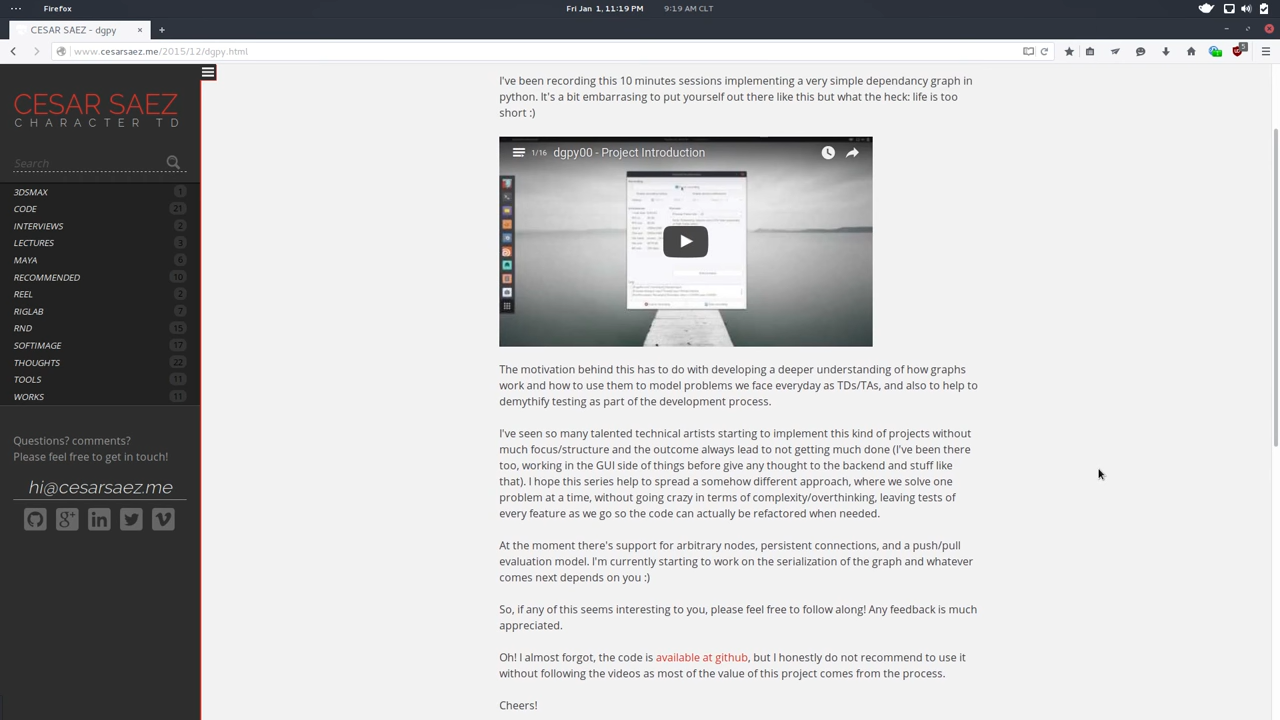 Firefox
Fri Jan 1, 11:19 PM
9:19 AM CLT
CESAR SAEZ - dgpy
www.cesarsaez.me/2015/12/dgpy.html
5
CESAR SAEZ
CHARACTER TD
Search
3DSMAX 1
CODE 21
INTERVIEWS 2
LECTURES 3
MAYA 6
RECOMMENDED 10
REEL 2
RIGLAB 7
RND 15
SOFTIMAGE 17
THOUGHTS 22
TOOLS 11
WORKS 11
Questions? comments?
Please feel free to get in touch!
hi@cesarsaez.me
I've been recording this 10 minutes sessions implementing a very simple dependancy graph in
python. It's a bit embarrasing to put yourself out there like this but what the heck: life is too
short :)
1/16 dgpy00 - Project Introduction
The motivation behind this has to do with developing a deeper understanding of how graphs
work and how to use them to model problems we face everyday as TDs/TAs, and also to help to
demythify testing as part of the development process.
I've seen so many talented technical artists starting to implement this kind of projects without
much focus/structure and the outcome always lead to not getting much done (I've been there
too, working in the GUI side of things before give any thought to the backend and stuff like
that). I hope this series help to spread a somehow different approach, where we solve one
problem at a time, without going crazy in terms of complexity/overthinking, leaving tests of
every feature as we go so the code can actually be refactored when needed.
At the moment there's support for arbitrary nodes, persistent connections, and a push/pull
evaluation model. I'm currently starting to work on the serialization of the graph and whatever
comes next depends on you :)
So, if any of this seems interesting to you, please feel free to follow along! Any feedback is much
appreciated.
Oh! I almost forgot, the code is available at github, but I honestly do not recommend to use it
without following the videos as most of the value of this project comes from the process.
Cheers!